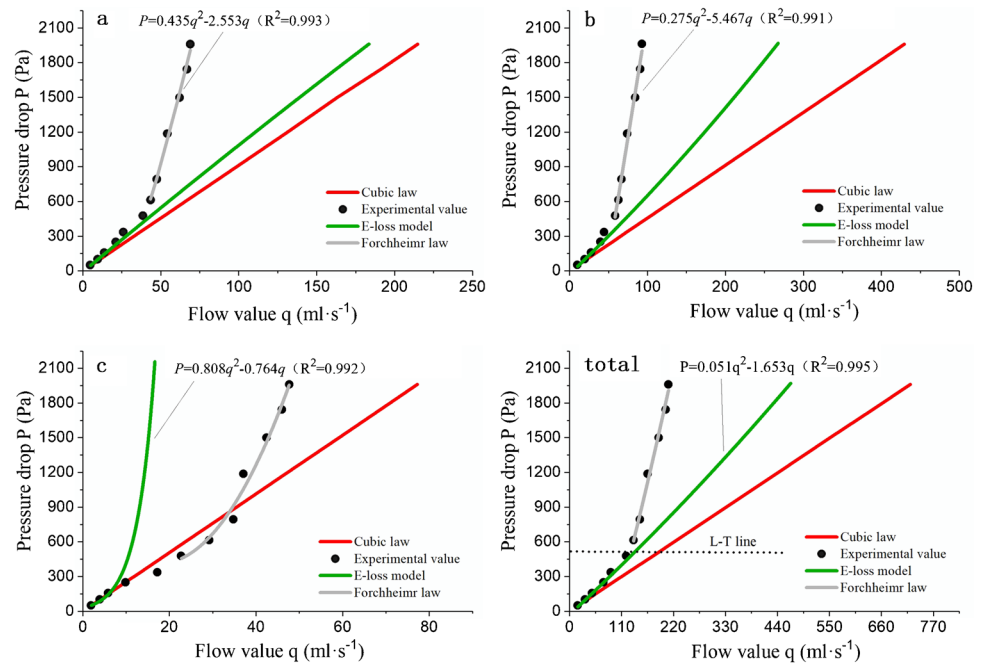 a
P=0.435q²-2.553q（R²=0.993）
2100
1800
1500
1200
900
600
300
0
Pressure drop P (Pa)
Cubic law
Experimental value
E-loss model
Forchheimr law
0 50 100 150 200 250
Flow value q (ml·s⁻¹)
b
P=0.275q²-5.467q（R²=0.991）
2100
1800
1500
1200
900
600
300
0
Pressure drop P (Pa)
Cubic law
Experimental value
E-loss model
Forchheimr law
0 100 200 300 400 500
Flow value q (ml·s⁻¹)
c
P=0.808q²-0.764q（R²=0.992）
2100
1800
1500
1200
900
600
300
0
Pressure drop P (Pa)
Cubic law
Experimental value
E-loss model
Forchheimr law
0 20 40 60 80
Flow value q (ml·s⁻¹)
total
P=0.051q²-1.653q（R²=0.995）
2100
1800
1500
1200
900
600
300
0
Pressure drop P (Pa)
L-T line
Cubic law
Experimental value
E-loss model
Forchheimr law
0 110 220 330 440 550 660 770
Flow value q (ml·s⁻¹)